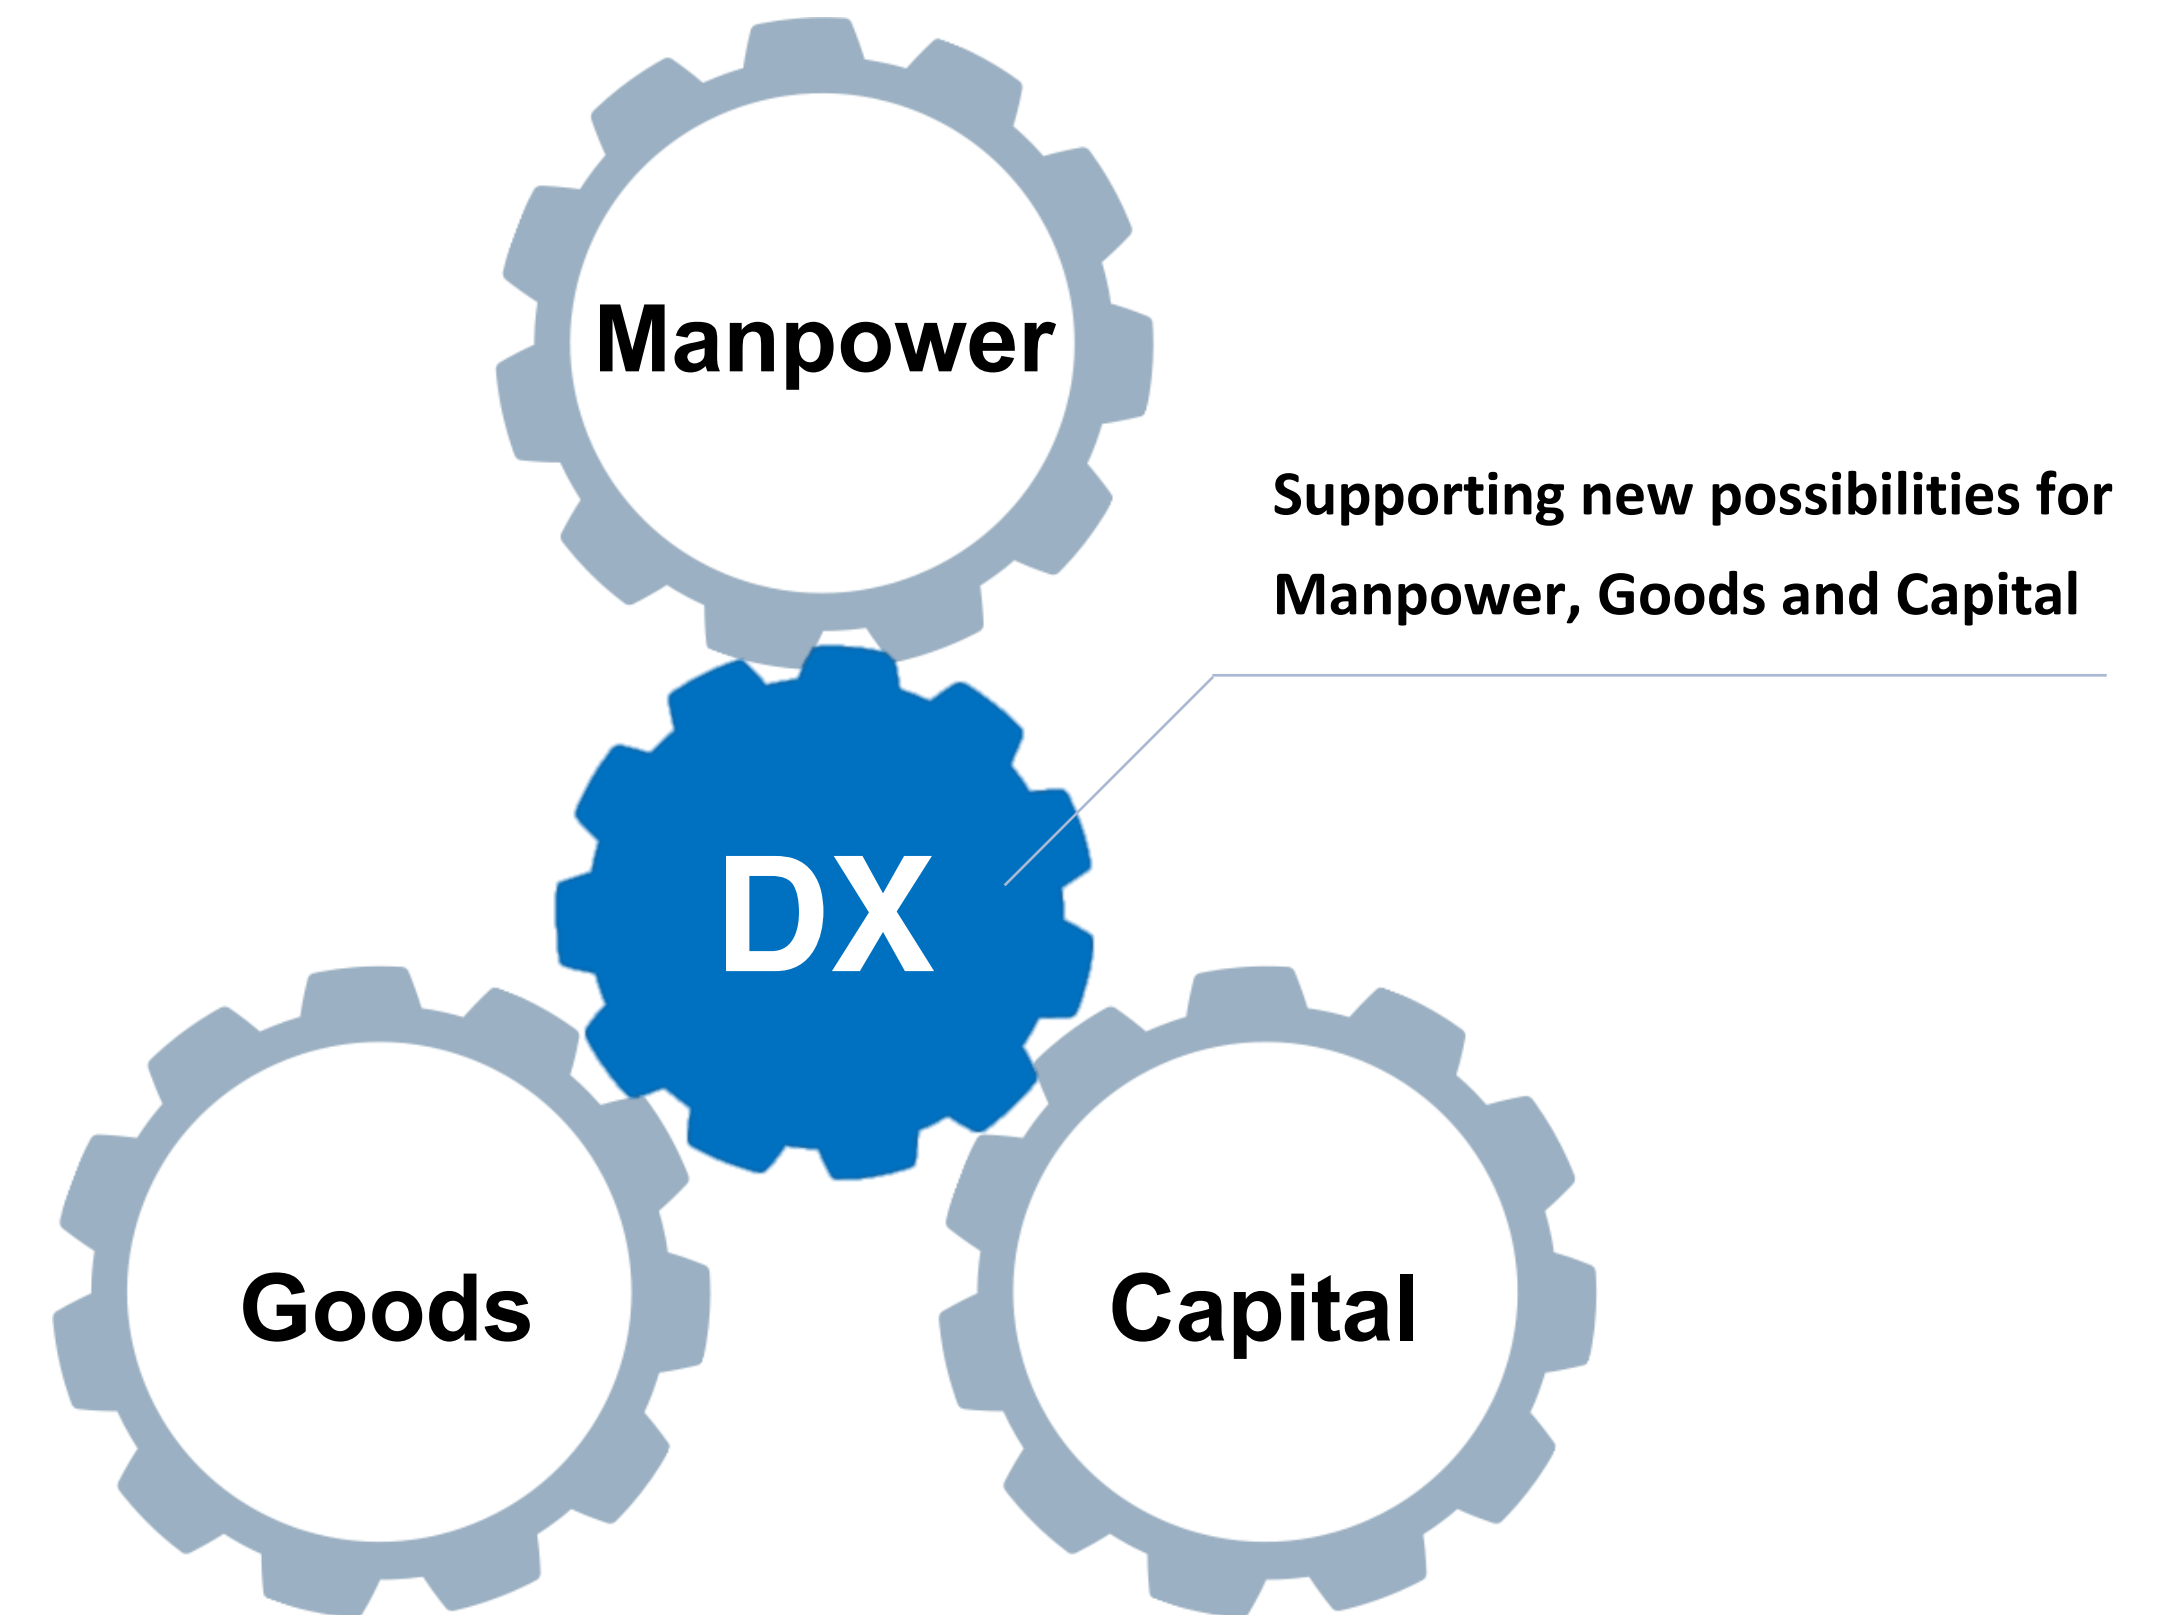 Manpower
Supporting new possibilities for
Manpower, Goods and Capital
DX
Goods
Capital